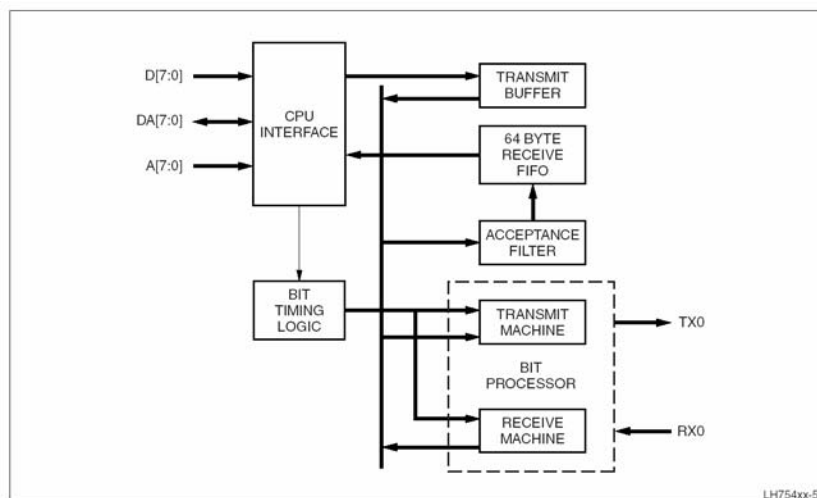 D[7:0]
DA[7:0]
A[7:0]
CPU
INTERFACE
TRANSMIT
BUFFER
64 BYTE
RECEIVE
FIFO
ACCEPTANCE
FILTER
BIT
TIMING
LOGIC
TRANSMIT
MACHINE
BIT
PROCESSOR
RECEIVE
MACHINE
TX0
RX0